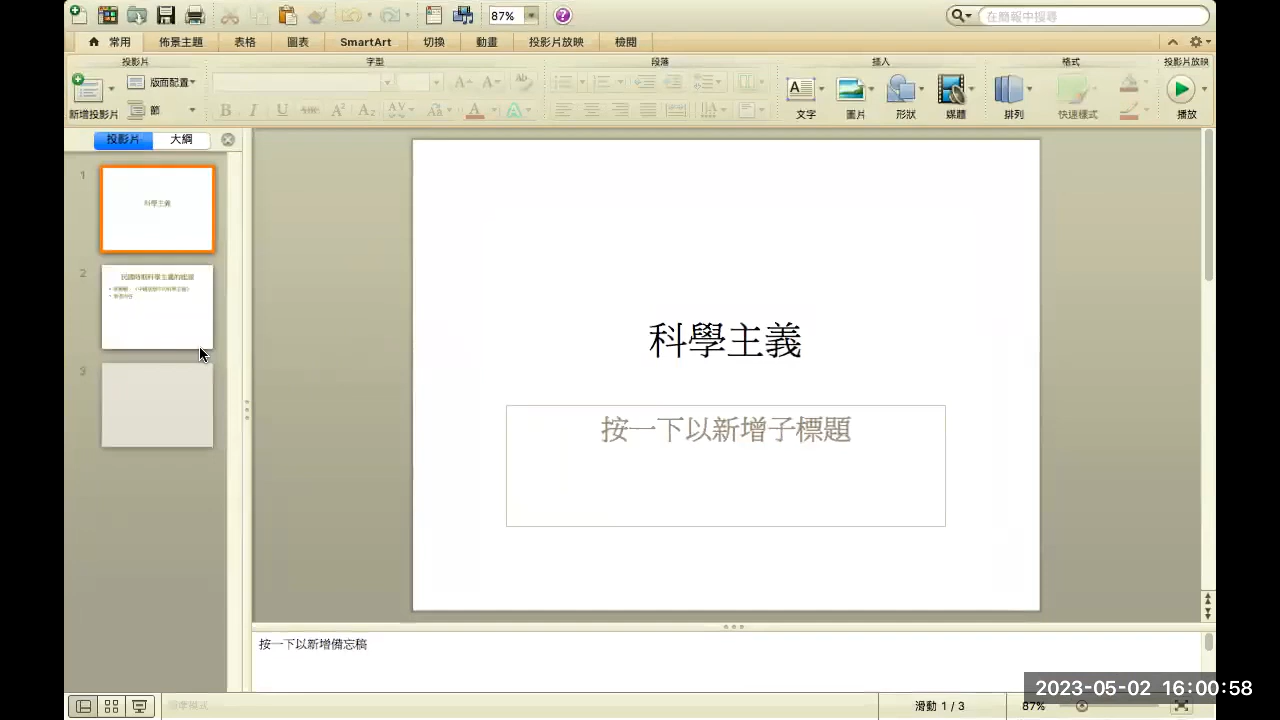 87%
在簡報中搜尋
常用
佈景主題
表格
圖表
SmartArt
切換
動畫
投影片放映
檢閱
投影片
字型
段落
插入
格式
投影片放映
新增投影片
版面配置
節
文字
圖片
形狀
媒體
排列
快速樣式
播放
投影片
大綱
1
科學主義
2
3
科學主義
按一下以新增子標題
按一下以新增備忘稿
標準模式
滑動 1 / 3
87%
2023-05-02 16:00:58